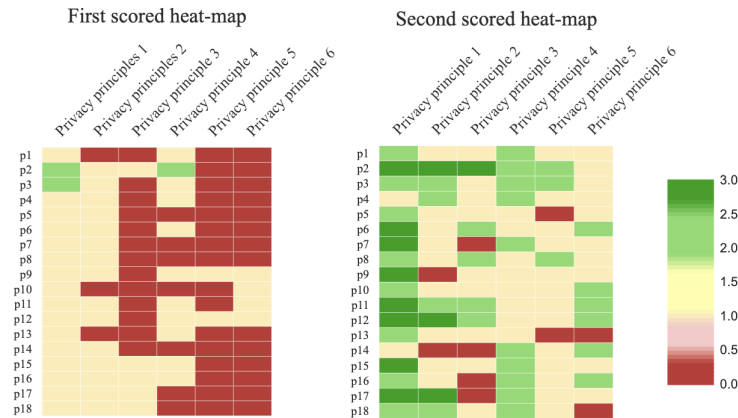 First scored heat-map
Privacy principles 1
Privacy principles 2
Privacy principle 3
Privacy principle 4
Privacy principle 5
Privacy principle 6
p1
p2
p3
p4
p5
p6
p7
p8
p9
p10
p11
p12
p13
p14
p15
p16
p17
p18
Second scored heat-map
Privacy principle 1
Privacy principle 2
Privacy principle 3
Privacy principle 4
Privacy principle 5
Privacy principle 6
p1
p2
p3
p4
p5
p6
p7
p8
p9
p10
p11
p12
p13
p14
p15
p16
p17
p18
3.0
2.5
2.0
1.5
1.0
0.5
0.0